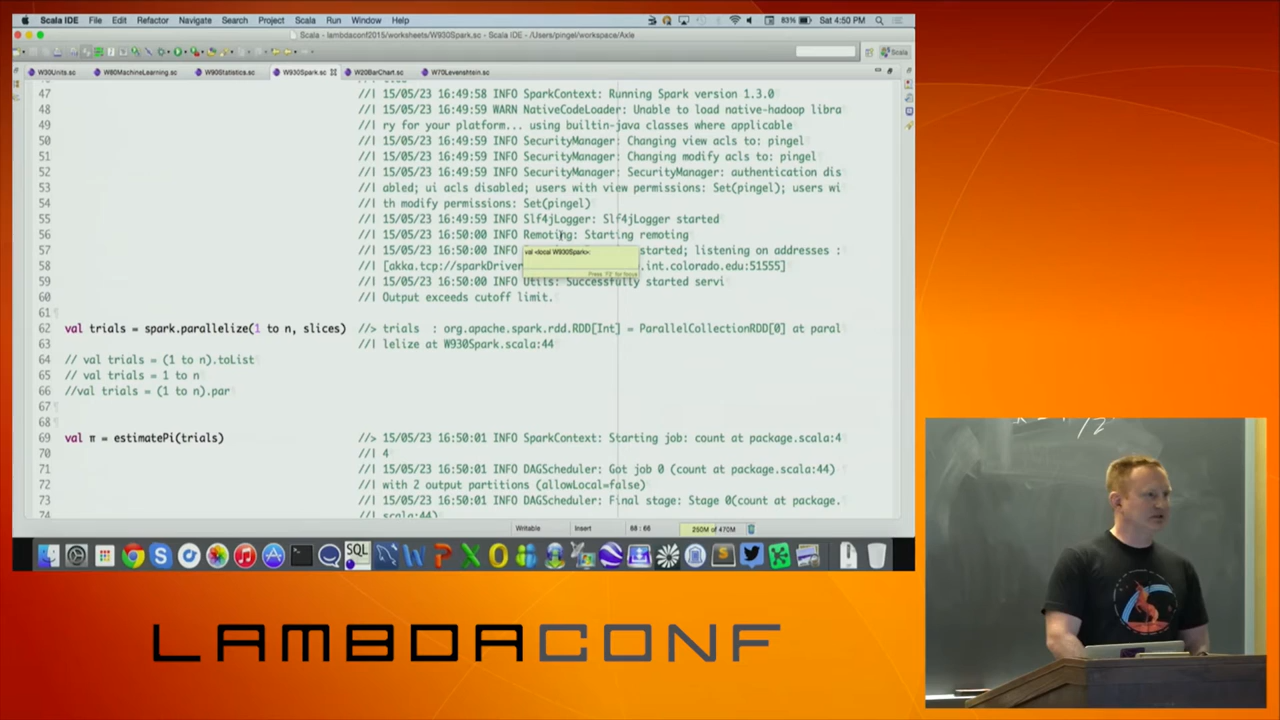 Scala IDE File Edit Refactor Navigate Search Project Scala Run Window Help 83% Sat 4:50 PM
Scala - lambdaconf2015/worksheets/W930Spark.sc - Scala IDE - /Users/pingel/workspace/Axle
Scala
W30Units.sc W80MachineLearning.sc W90Statistics.sc W930Spark.sc W20BarChart.sc W70Levenshtein.sc
47 //| 15/05/23 16:49:58 INFO SparkContext: Running Spark version 1.3.0
48 //| 15/05/23 16:49:59 WARN NativeCodeLoader: Unable to load native-hadoop libra
49 //| ry for your platform... using builtin-java classes where applicable
50 //| 15/05/23 16:49:59 INFO SecurityManager: Changing view acls to: pingel
51 //| 15/05/23 16:49:59 INFO SecurityManager: Changing modify acls to: pingel
52 //| 15/05/23 16:49:59 INFO SecurityManager: SecurityManager: authentication dis
53 //| abled; ui acls disabled; users with view permissions: Set(pingel); users wi
54 //| th modify permissions: Set(pingel)
55 //| 15/05/23 16:49:59 INFO Slf4jLogger: Slf4jLogger started
56 //| 15/05/23 16:50:00 INFO Remoting: Starting remoting
57 //| 15/05/23 16:50:00 INFO started; listening on addresses :
val <local W930Spark>:
58 //| [akka.tcp://sparkDriver .int.colorado.edu:51555]
Press 'F2' for focus
59 //| 15/05/23 16:50:00 INFO Utils: Successfully started servi
60 //| Output exceeds cutoff limit.
61
62 val trials = spark.parallelize(1 to n, slices) //> trials : org.apache.spark.rdd.RDD[Int] = ParallelCollectionRDD[0] at paral
63 //| lelize at W930Spark.scala:44
64 // val trials = (1 to n).toList
65 // val trials = 1 to n
66 //val trials = (1 to n).par
67
68
69 val π = estimatePi(trials) //> 15/05/23 16:50:01 INFO SparkContext: Starting job: count at package.scala:4
70 //| 4
71 //| 15/05/23 16:50:01 INFO DAGScheduler: Got job 0 (count at package.scala:44)
72 //| with 2 output partitions (allowLocal=false)
73 //| 15/05/23 16:50:01 INFO DAGScheduler: Final stage: Stage 0(count at package.
74 //| scala:44)
Writable Insert 68 : 66 250M of 470M
SQL
LAMBDACONF